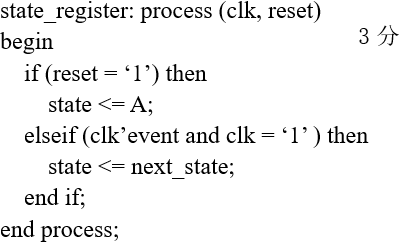 state_register: process (clk, reset)
3 分
begin
if (reset = ‘1’) then
state <= A;
elseif (clk’event and clk = ‘1’ ) then
state <= next_state;
end if;
end process;